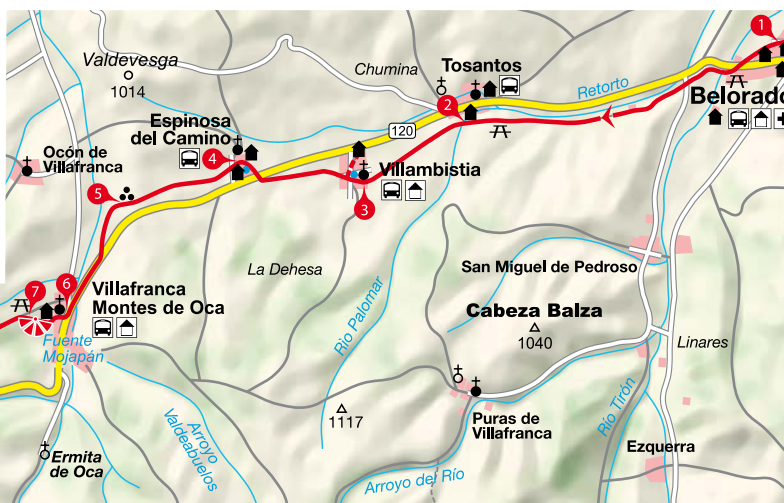 1
Valdevesga
1014
Chumina
Tosantos
Retorto
Belorado
2
120
Espinosa
del Camino
4
Ocón de
Villafranca
5
Villambistia
3
La Dehesa
Río Palomar
San Miguel de Pedroso
Cabeza Balza
1040
Linares
7
6
Villafranca
Montes de Oca
Fuente
Mojapán
1117
Puras de
Villafranca
Río Tirón
Ezquerra
Arroyo
Valdeabuelos
Ermita
de Oca
Arroyo del Río